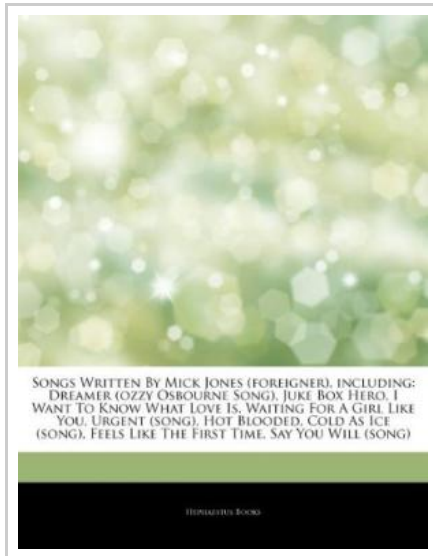 Songs Written By Mick Jones (foreigner), including:
Dreamer (ozzy Osbourne Song), Juke Box Hero, I
Want To Know What Love Is, Waiting For A Girl Like
You, Urgent (song), Hot Blooded, Cold As Ice
(song), Feels Like The First Time, Say You Will (song)
Hephaestus Books